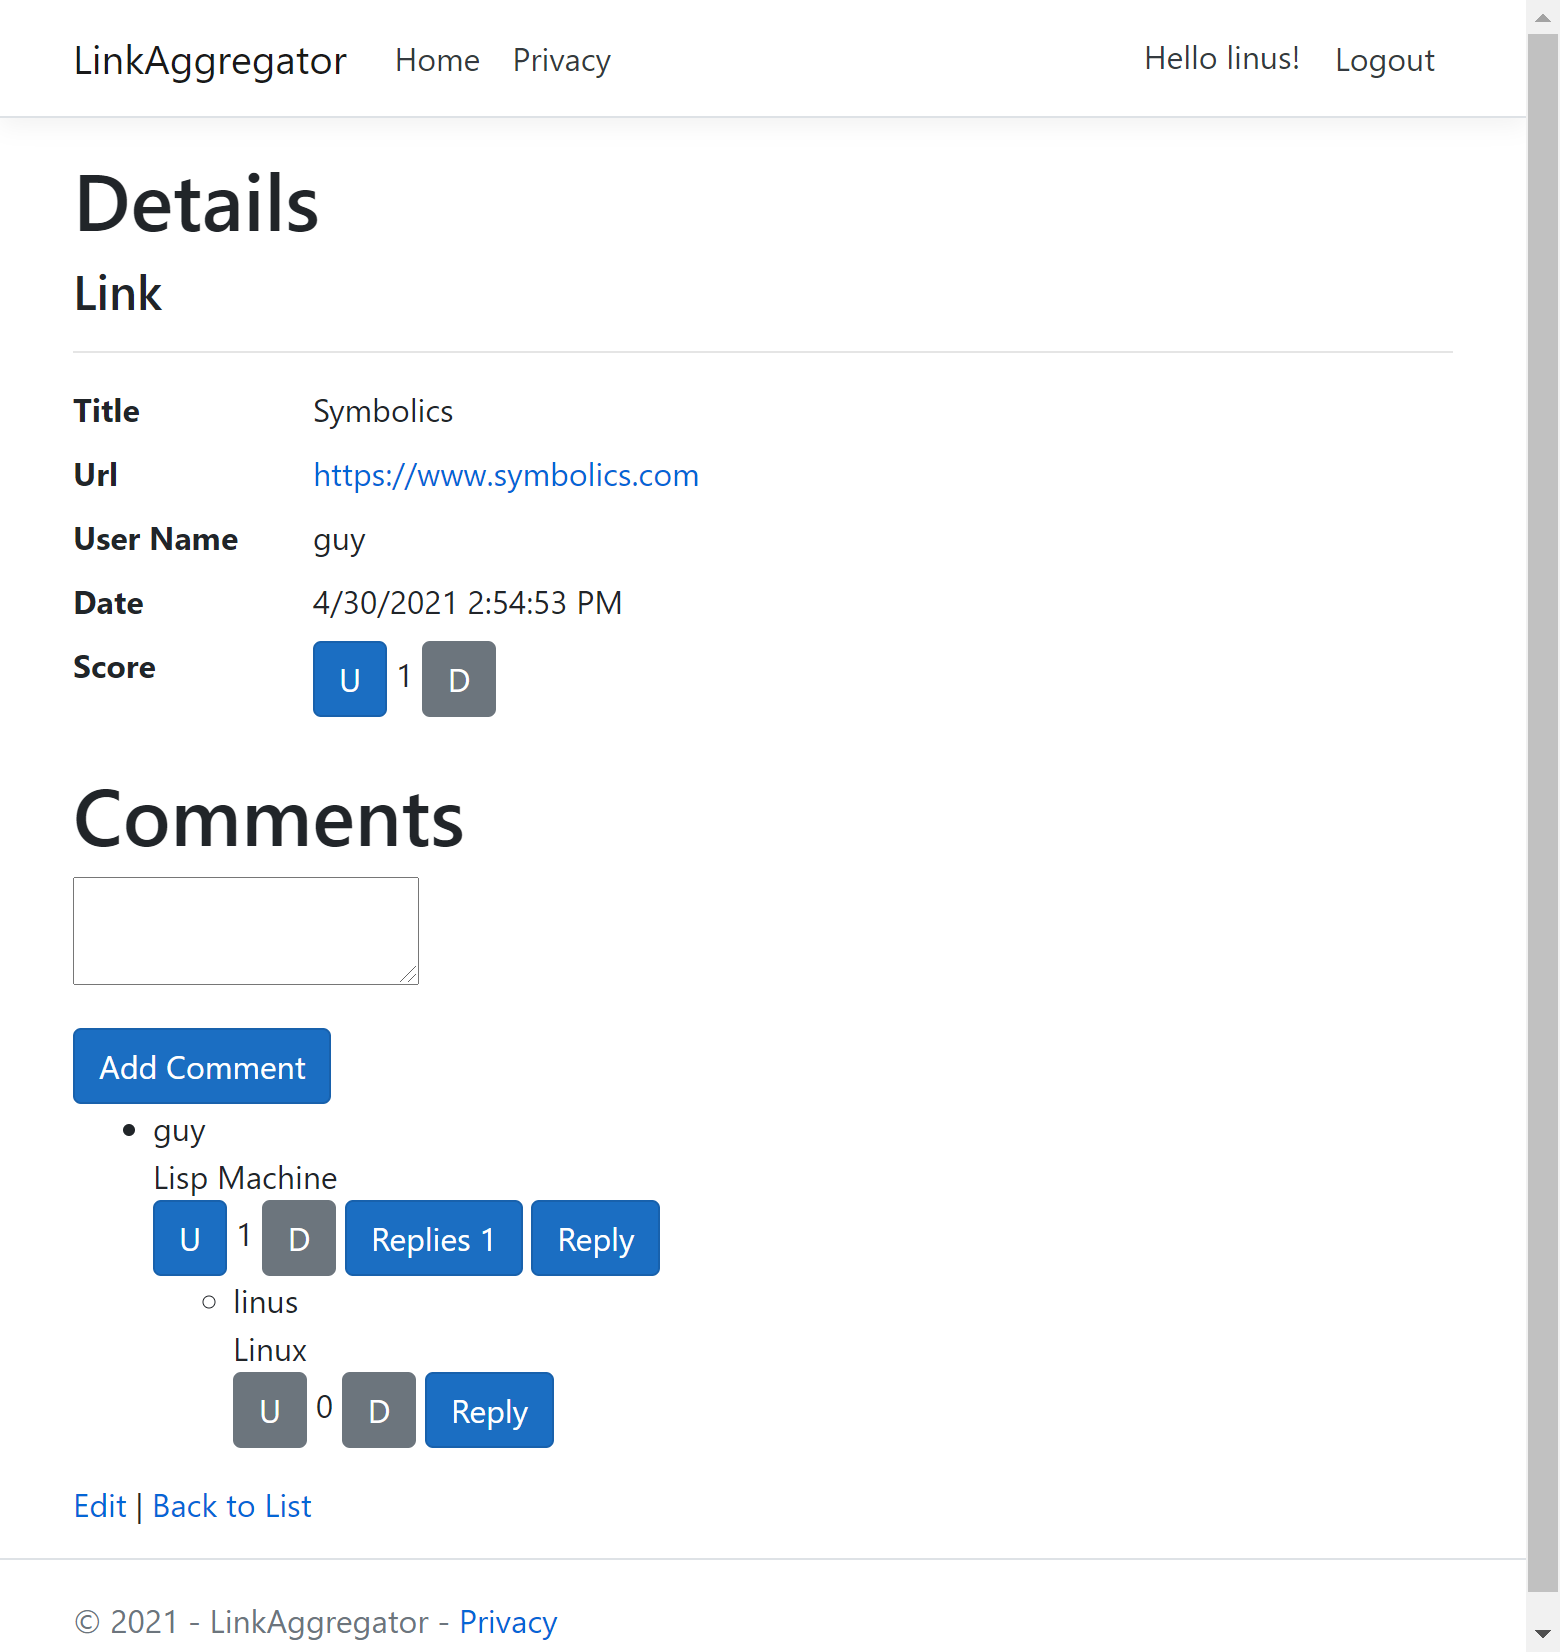 LinkAggregator Home Privacy Hello linus! Logout
Details
Link
Title Symbolics
Url https://www.symbolics.com
User Name guy
Date 4/30/2021 2:54:53 PM
Score U 1 D
Comments
Add Comment
guy
Lisp Machine
U 1 D Replies 1 Reply
linus
Linux
U 0 D Reply
Edit | Back to List
© 2021 - LinkAggregator - Privacy